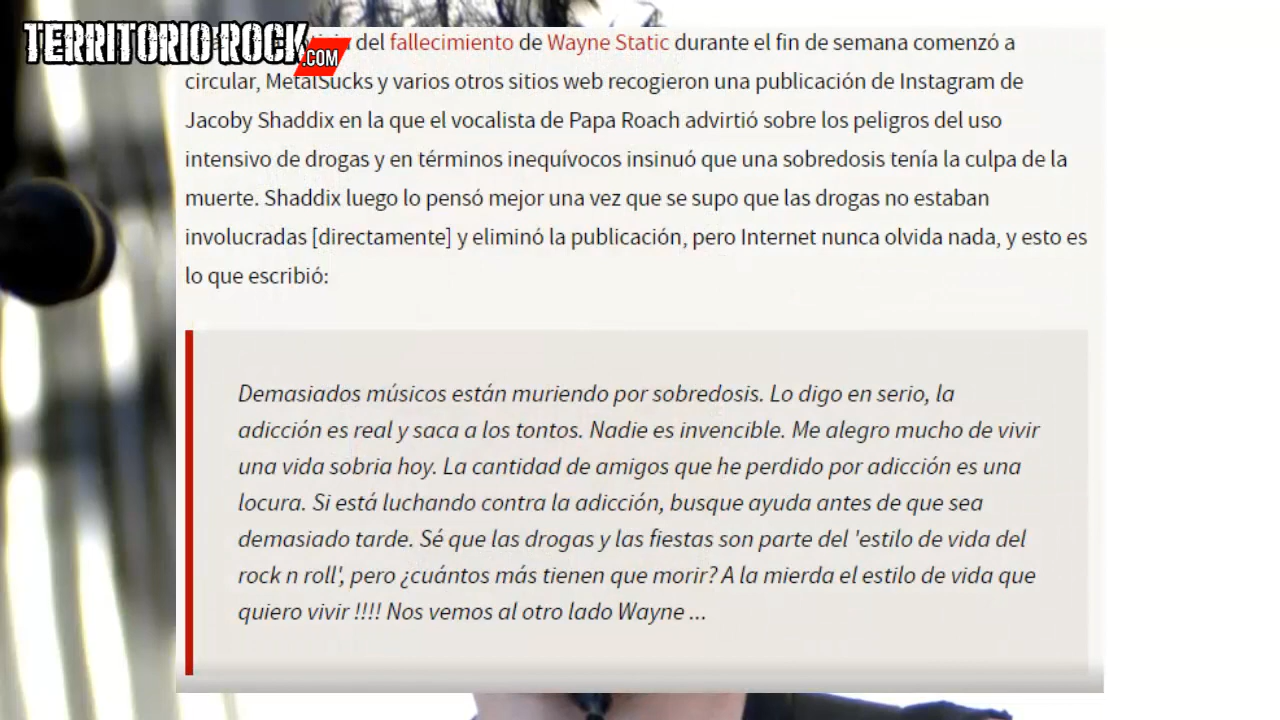 TERRITORIO ROCK
.COM
del fallecimiento de Wayne Static durante el fin de semana comenzó a
circular, MetalSucks y varios otros sitios web recogieron una publicación de Instagram de
Jacoby Shaddix en la que el vocalista de Papa Roach advirtió sobre los peligros del uso
intensivo de drogas y en términos inequívocos insinuó que una sobredosis tenía la culpa de la
muerte. Shaddix luego lo pensó mejor una vez que se supo que las drogas no estaban
involucradas [directamente] y eliminó la publicación, pero Internet nunca olvida nada, y esto es
lo que escribió:
Demasiados músicos están muriendo por sobredosis. Lo digo en serio, la
adicción es real y saca a los tontos. Nadie es invencible. Me alegro mucho de vivir
una vida sobria hoy. La cantidad de amigos que he perdido por adicción es una
locura. Si está luchando contra la adicción, busque ayuda antes de que sea
demasiado tarde. Sé que las drogas y las fiestas son parte del 'estilo de vida del
rock n roll', pero ¿cuántos más tienen que morir? A la mierda el estilo de vida que
quiero vivir !!!! Nos vemos al otro lado Wayne ...